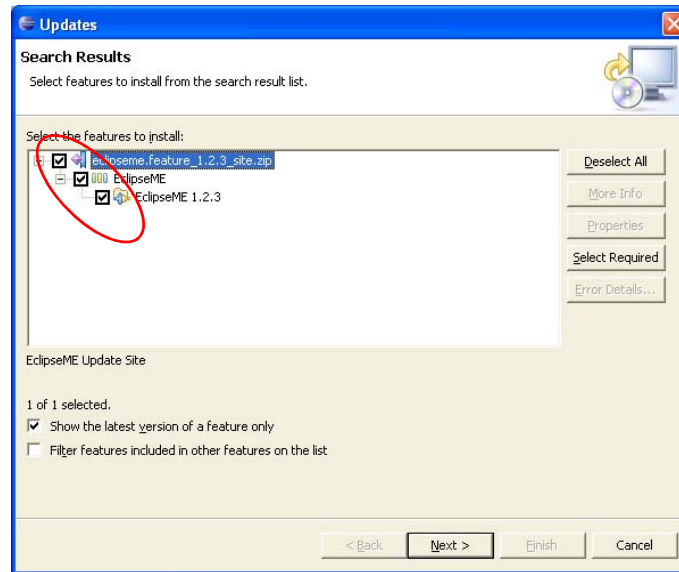 Updates
Search Results
Select features to install from the search result list.
Select the features to install:
eclipseme.feature_1.2.3_site.zip
EclipseME
EclipseME 1.2.3
Deselect All
More Info
Properties
Select Required
Error Details...
EclipseME Update Site
1 of 1 selected.
Show the latest version of a feature only
Filter features included in other features on the list
< Back
Next >
Finish
Cancel